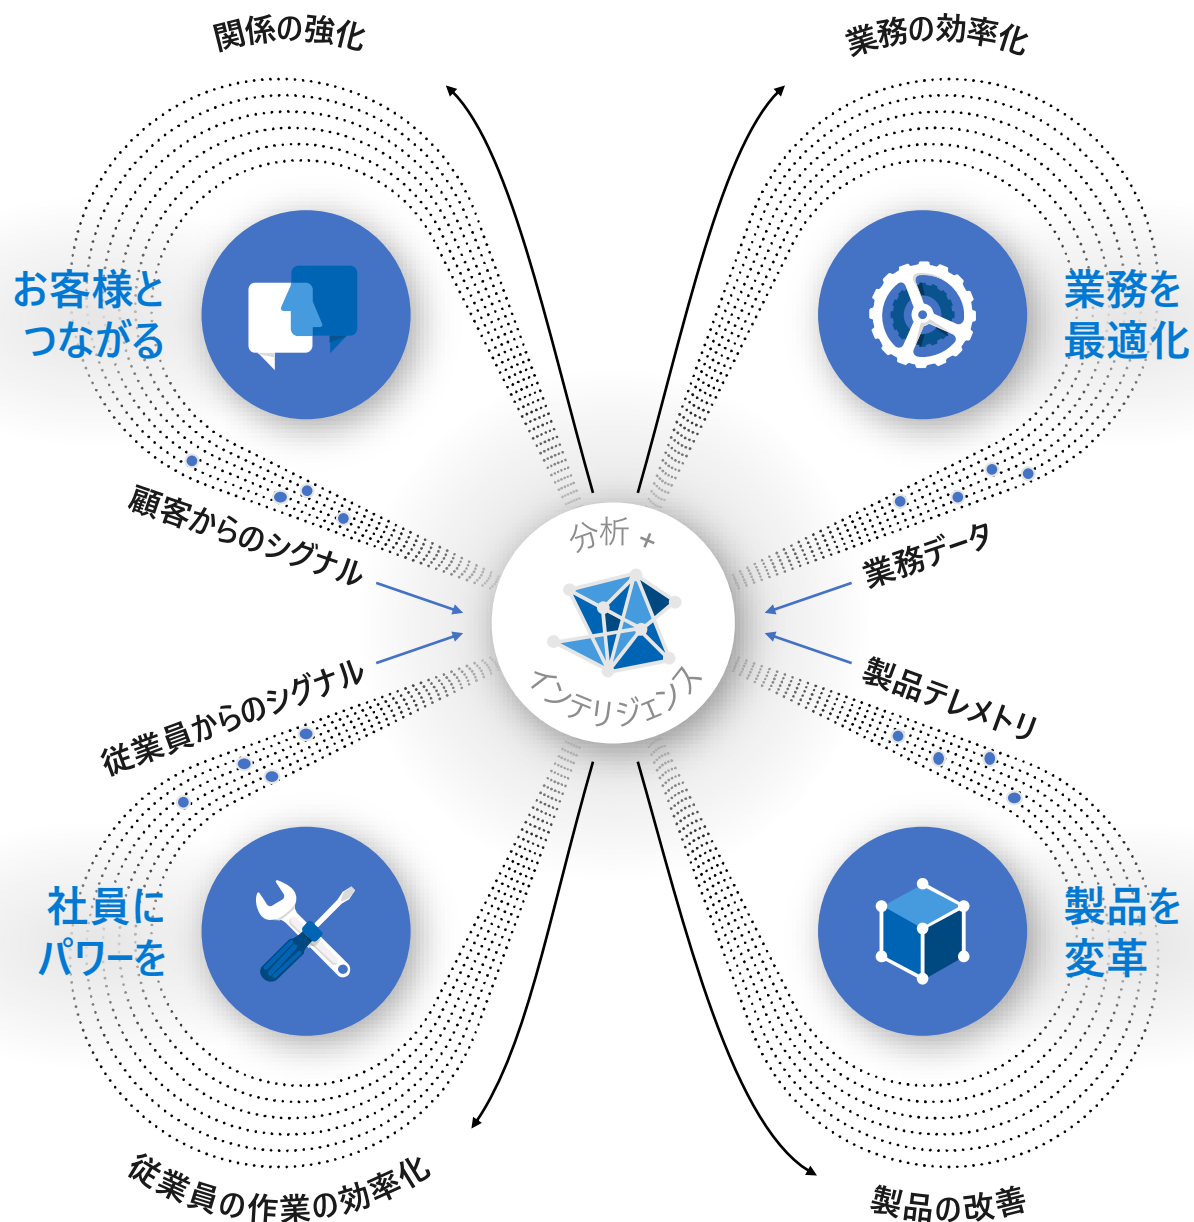 関係の強化
業務の効率化
お客様と
つながる
業務を
最適化
顧客からのシグナル
業務データ
分析 +
インテリジェンス
従業員からのシグナル
製品テレメトリ
社員に
パワーを
製品を
変革
従業員の作業の効率化
製品の改善